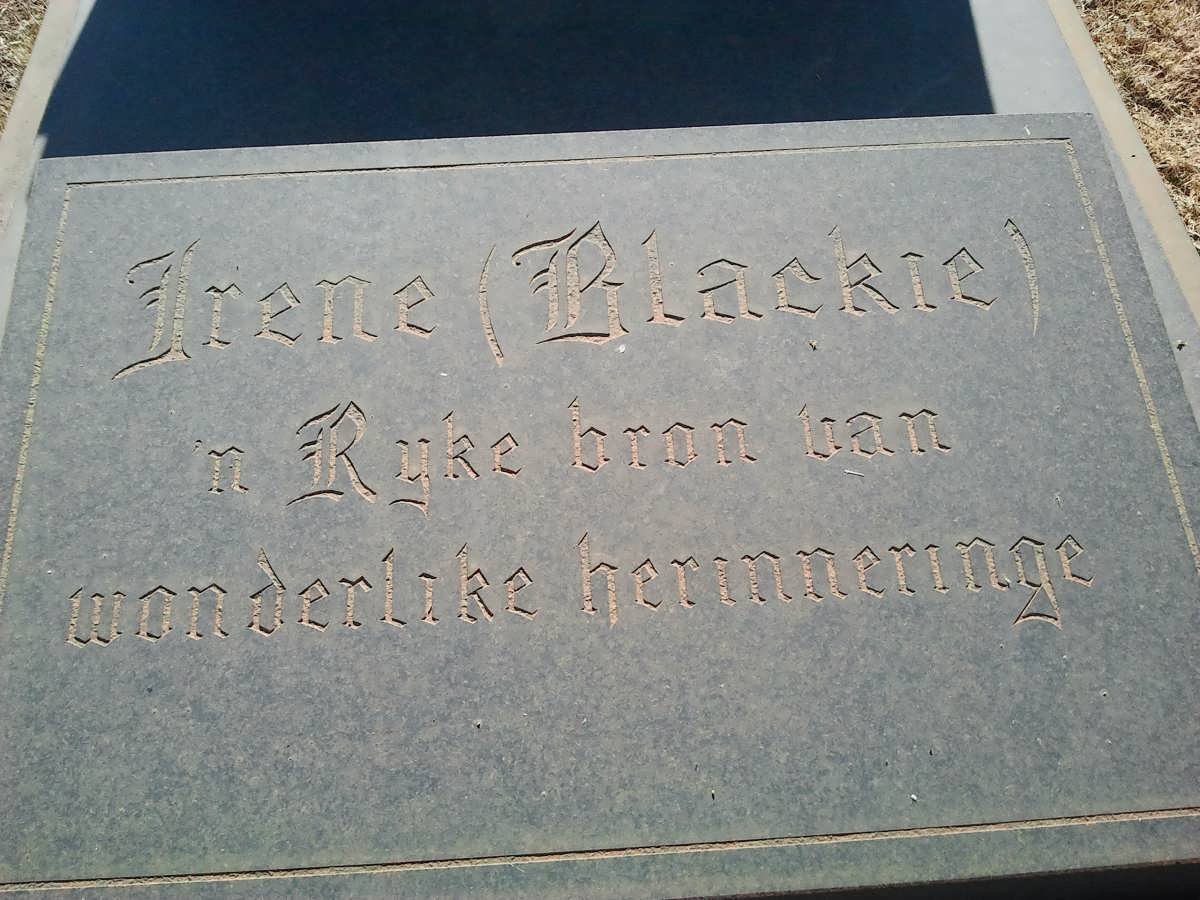 Irene (Blackie)
'n Ryke bron van
wonderlike herinneringe